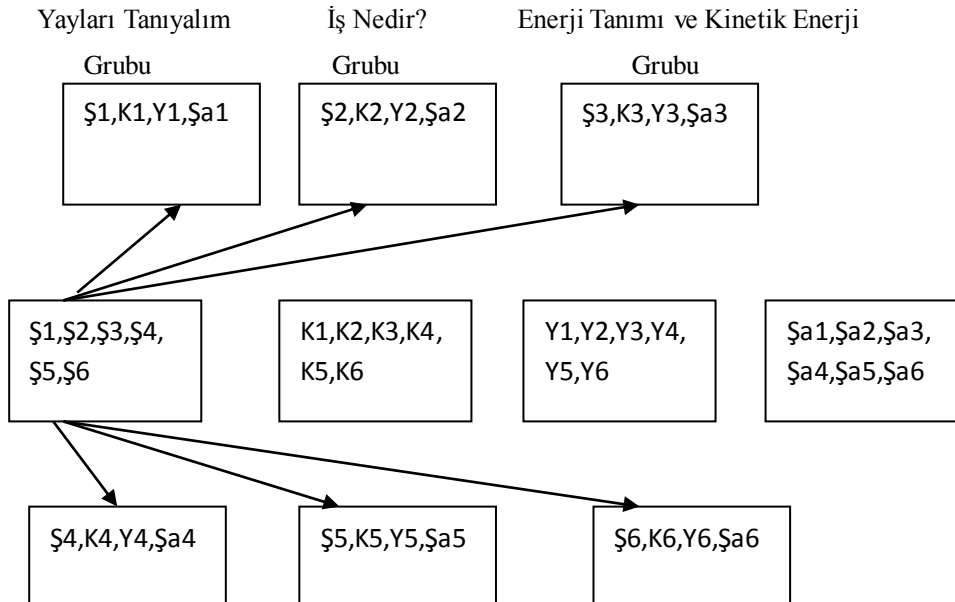 Yayları Tanıyalım İş Nedir? Enerji Tanımı ve Kinetik Enerji
Grubu Grubu Grubu
Ş1,K1,Y1,Şa1 Ş2,K2,Y2,Şa2 Ş3,K3,Y3,Şa3
Ş1,Ş2,Ş3,Ş4, K1,K2,K3,K4, Y1,Y2,Y3,Y4, Şa1,Şa2,Şa3,
Ş5,Ş6 K5,K6 Y5,Y6 Şa4,Şa5,Şa6
Ş4,K4,Y4,Şa4 Ş5,K5,Y5,Şa5 Ş6,K6,Y6,Şa6